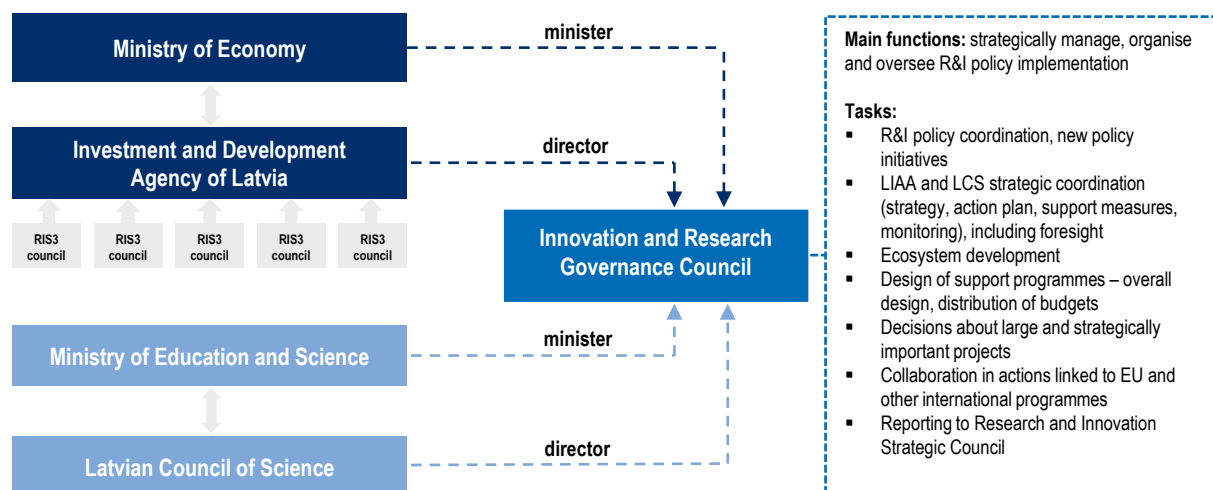 Ministry of Economy
minister
Investment and Development
Agency of Latvia
director
RIS3
council
RIS3
council
RIS3
council
RIS3
council
RIS3
council
Innovation and Research
Governance Council
Ministry of Education and Science
minister
Latvian Council of Science
director
Main functions: strategically manage, organise
and oversee R&I policy implementation
Tasks:
▪ R&I policy coordination, new policy
initiatives
▪ LIAA and LCS strategic coordination
(strategy, action plan, support measures,
monitoring), including foresight
▪ Ecosystem development
▪ Design of support programmes – overall
design, distribution of budgets
▪ Decisions about large and strategically
important projects
▪ Collaboration in actions linked to EU and
other international programmes
▪ Reporting to Research and Innovation
Strategic Council